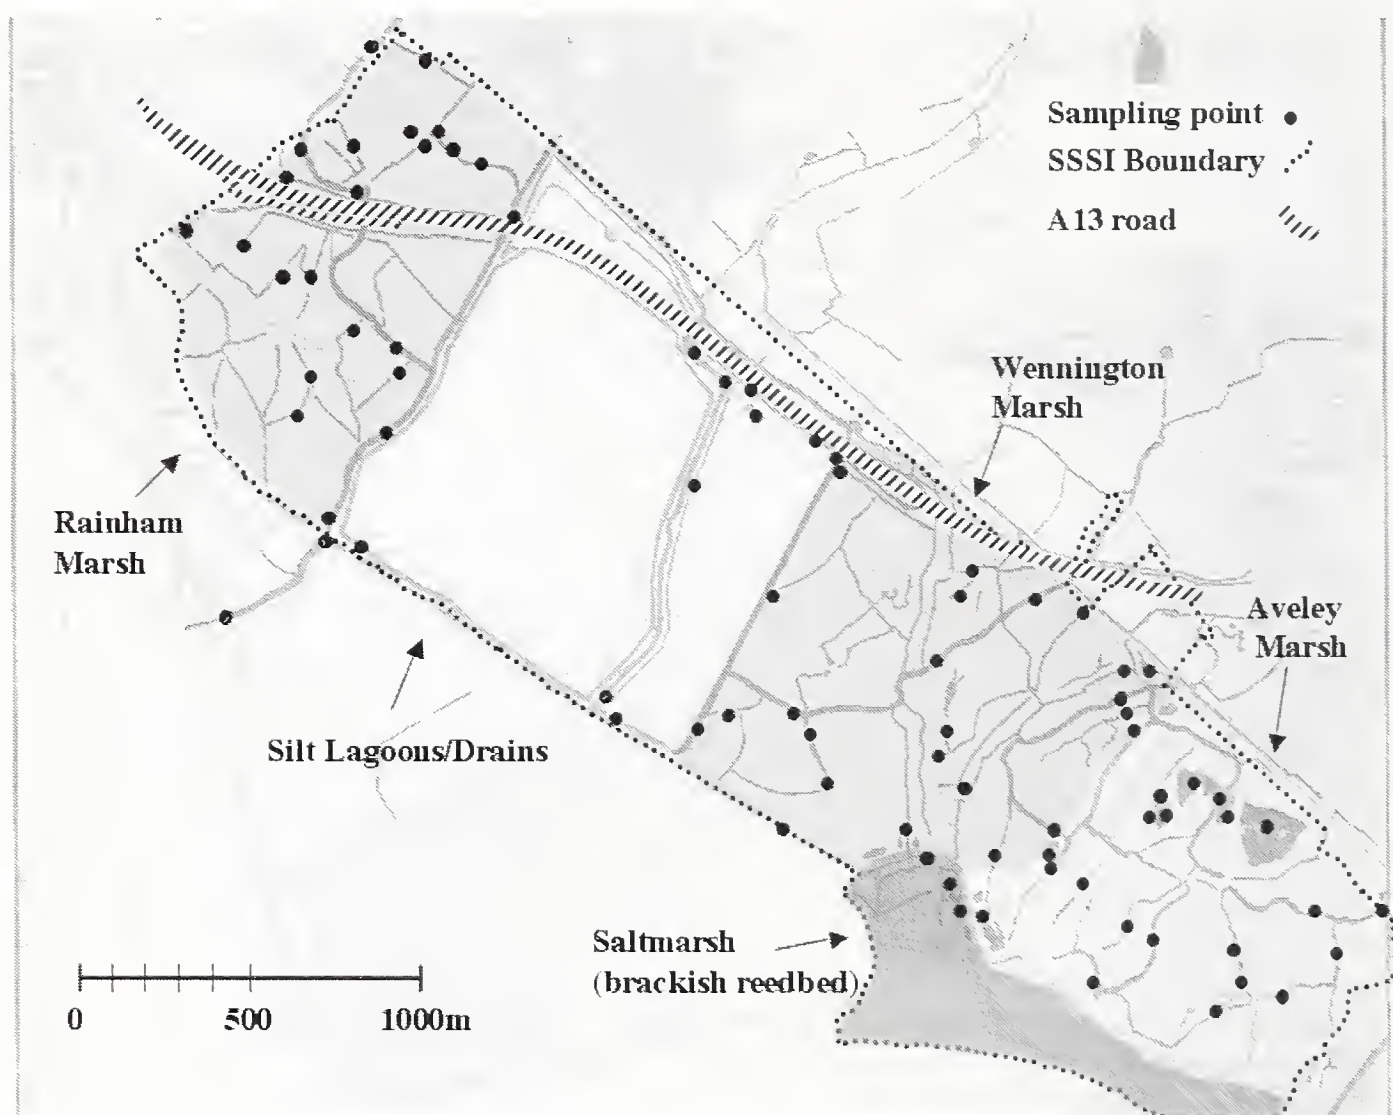 Sampling point
SSSI Boundary
A13 road
Wennington
Marsh
Rainham
Marsh
Aveley
Marsh
Silt Lagoons/Drains
Saltmarsh
(brackish reedbed)
0 500 1000m